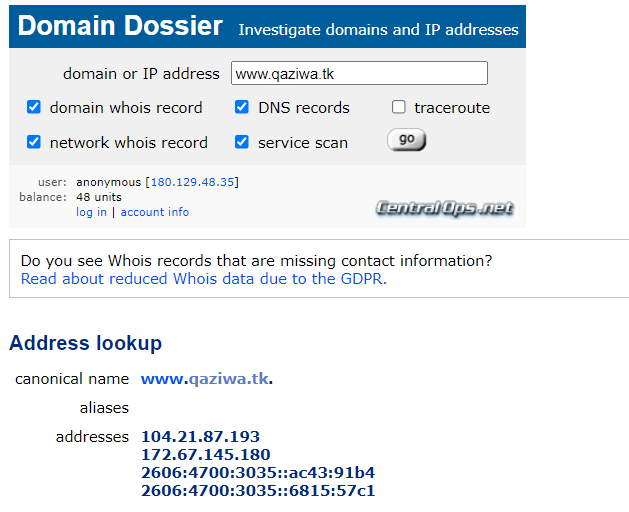 Domain Dossier Investigate domains and IP addresses
domain or IP address www.qaziwa.tk
domain whois record DNS records traceroute
network whois record service scan go
user: anonymous [180.129.48.35]
balance: 48 units
log in | account info
CentralOps.net
Do you see Whois records that are missing contact information?
Read about reduced Whois data due to the GDPR.
Address lookup
canonical name www.qaziwa.tk.
aliases
addresses 104.21.87.193
172.67.145.180
2606:4700:3035::ac43:91b4
2606:4700:3035::6815:57c1